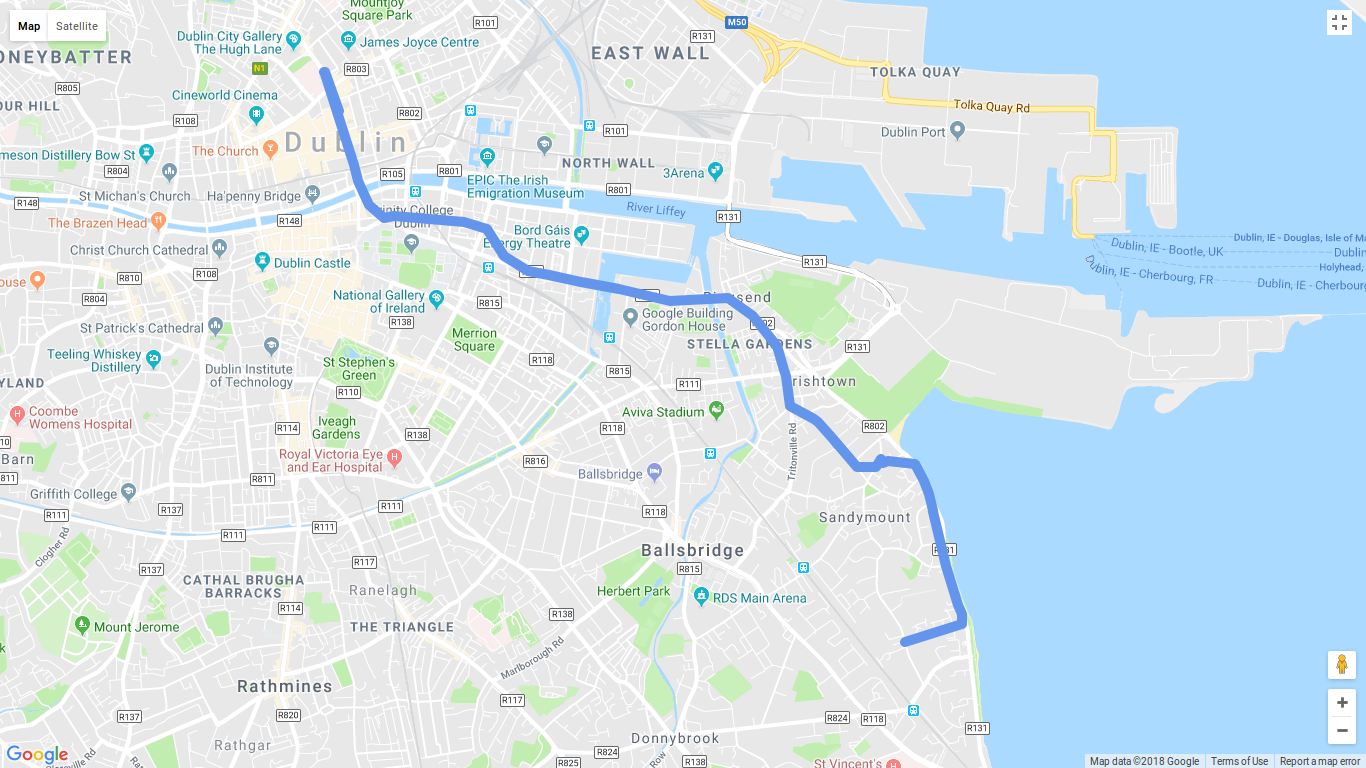 Map
Satellite
Mountjoy
Square Park
R101
M50
R131
Dublin City Gallery
The Hugh Lane
James Joyce Centre
ONEYBATTER
N1
R803
EAST WALL
R805
TOLKA QUAY
Cineworld Cinema
OUR HILL
R108
R802
Tolka Quay Rd
R101
Dublin Port
Dublin
The Church
NORTH WALL
meson Distillery Bow St
R804
R105
R801
3Arena
EPIC The Irish
Emigration Museum
R801
St Michan's Church
Ha'penny Bridge
R148
River Liffey
R131
The Brazen Head
R148
Trinity College
Dublin
Bord Gáis
Energy Theatre
Dublin, IE - Douglas, Isle of Ma
Dublin, IE - Bootle, UK
Dublin
Christ Church Cathedral
Dublin Castle
R131
Holyhead,
Dublin, IE - Cherbourg, FR
Dublin, IE - Cherbourg
R810
R108
ouse
R804
National Gallery
of Ireland
R815
R138
Ringsend
Google Building
Gordon House
R802
St Patrick's Cathedral
Merrion
Square
STELLA GARDENS
R131
Teeling Whiskey
Distillery
Dublin Institute
of Technology
St Stephen's
Green
R118
R815
R111
Irishtown
YLAND
R110
Coombe
Womens Hospital
Iveagh
Gardens
Aviva Stadium
R114
R138
R118
R802
Tritonville Rd
Barn
Royal Victoria Eye
and Ear Hospital
R816
Ballsbridge
R811
R811
Griffith College
R137
R111
R118
Sandymount
R111
R111
R111
Clogher Rd
Ballsbridge
R131
R137
R117
R815
CATHAL BRUGHA
BARRACKS
Ranelagh
Herbert Park
RDS Main Arena
R114
R138
Mount Jerome
THE TRIANGLE
Marlborough Rd
Rathmines
R117
R137
R820
R824
R118
R131
Rathgar
Donnybrook
R824
R138
R825
St Vincent's
Google
Map data ©2018 Google
Terms of Use
Report a map error